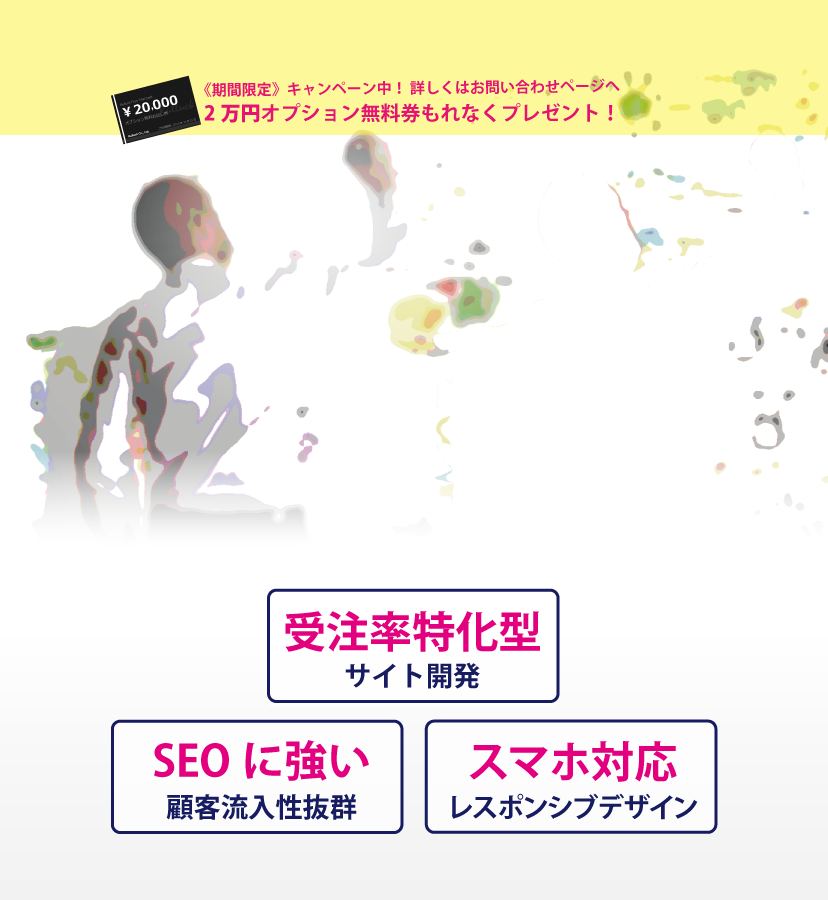 《期間限定》キャンペーン中！ 詳しくはお問い合わせページへ
2 万円オプション無料券もれなくプレゼント！
¥ 20.000
受注率特化型
サイト開発
SEO に強い
顧客流入性抜群
スマホ対応
レスポンシブデザイン